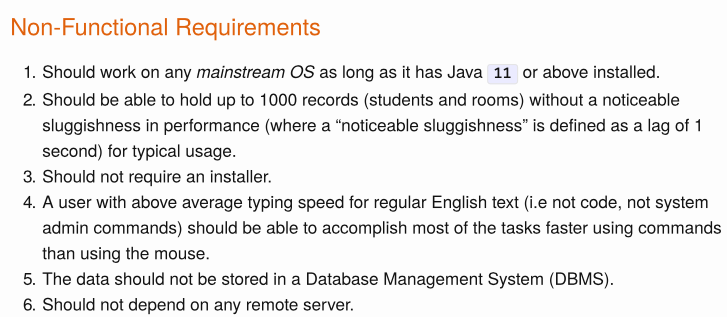 Non-Functional Requirements
1. Should work on any mainstream OS as long as it has Java 11 or above installed.
2. Should be able to hold up to 1000 records (students and rooms) without a noticeable
sluggishness in performance (where a “noticeable sluggishness” is defined as a lag of 1
second) for typical usage.
3. Should not require an installer.
4. A user with above average typing speed for regular English text (i.e not code, not system
admin commands) should be able to accomplish most of the tasks faster using commands
than using the mouse.
5. The data should not be stored in a Database Management System (DBMS).
6. Should not depend on any remote server.